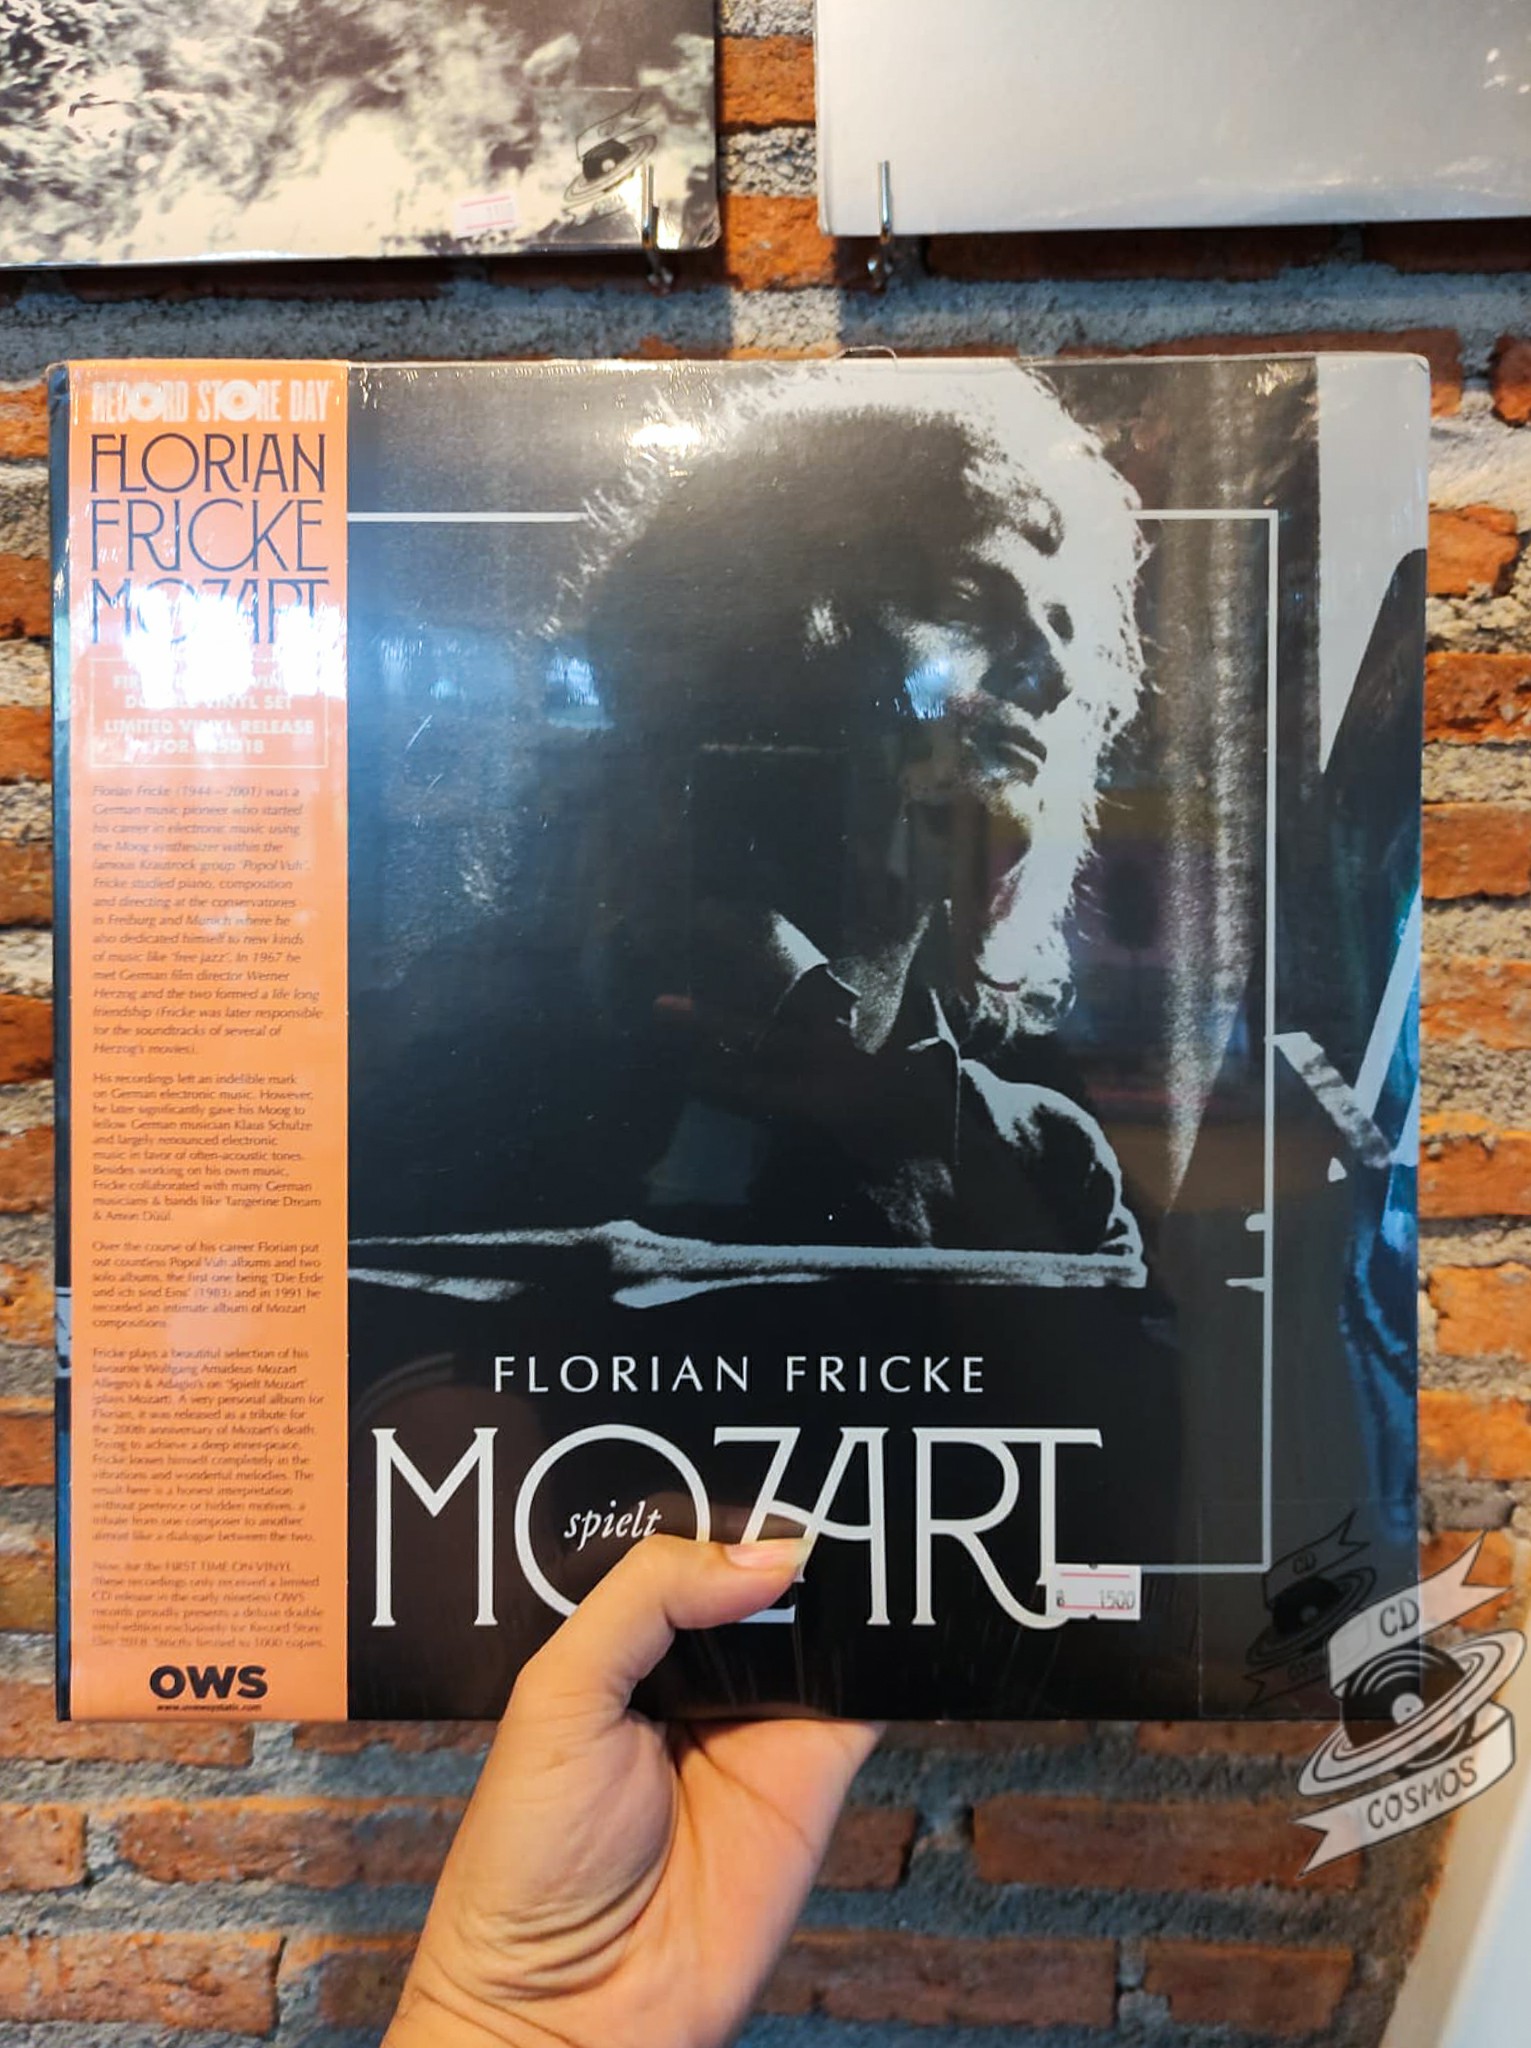 RECORD STORE DAY
FLORIAN
FRICKE
MOZART
DOUBLE VINYL SET
LIMITED VINYL RELEASE
FOR RSD18
Florian Fricke (1944 – 2001) was a
German music pioneer who started
his career in electronic music using
the Moog synthesizer within the
famous Krautrock group 'Popol Vuh'.
Fricke studied piano, composition
and directing at the conservatories
in Freiburg and Munich where he
also dedicated himself to new kinds
of music like 'free jazz'. In 1967 he
met German film director Werner
Herzog and the two formed a life long
friendship (Fricke was later responsible
for the soundtracks of several of
Herzog's movies).
His recordings left an indelible mark
on German electronic music. However,
he later significantly gave his Moog to
fellow German musician Klaus Schulze
and largely renounced electronic
music in favor of often-acoustic tones.
Besides working on his own music,
Fricke collaborated with many German
musicians & bands like Tangerine Dream
& Amon Düül.
Over the course of his career Florian put
out countless Popol Vuh albums and two
solo albums, the first one being 'Die Erde
und ich sind Eins' (1983) and in 1991 he
recorded an intimate album of Mozart
compositions.
Fricke plays a beautiful selection of his
favourite Wolfgang Amadeus Mozart
Allegro's & Adagio's on 'Spielt Mozart'
(plays Mozart). A very personal album for
Florian, it was released as a tribute for
the 200th anniversary of Mozart's death.
Trying to achieve a deep inner-peace,
Fricke looses himself completely in the
vibrations and wonderful melodies. The
result here is a honest interpretation
without pretence or hidden motives, a
tribute from one composer to another,
almost like a dialogue between the two.
Now, for the FIRST TIME ON VINYL
(these recordings only received a limited
CD release in the early nineties) OWS
records proudly presents a deluxe double
vinyl edition exclusively for Record Store
Day 2018. Strictly limited to 1000 copies.
OWS
FLORIAN FRICKE
MOZART
spielt
฿ 1500
CD
COSMOS